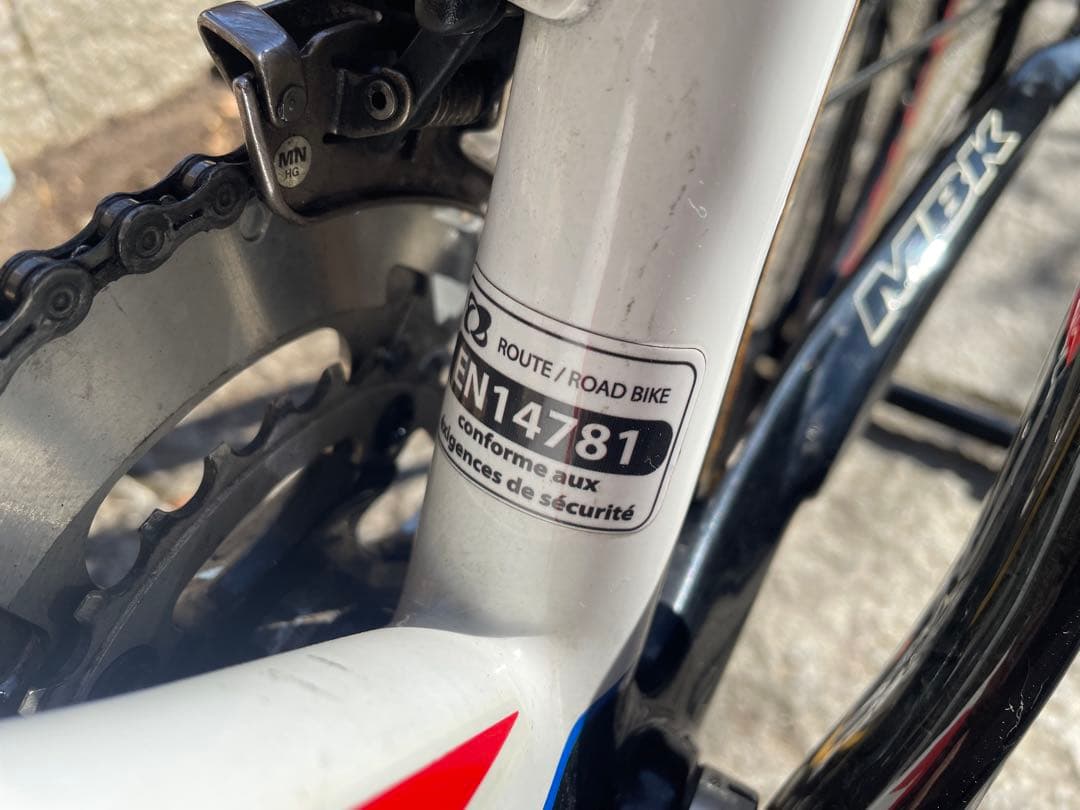 MN
HG
MBK
ROUTE / ROAD BIKE
EN14781
conforme aux
exigences de sécurité